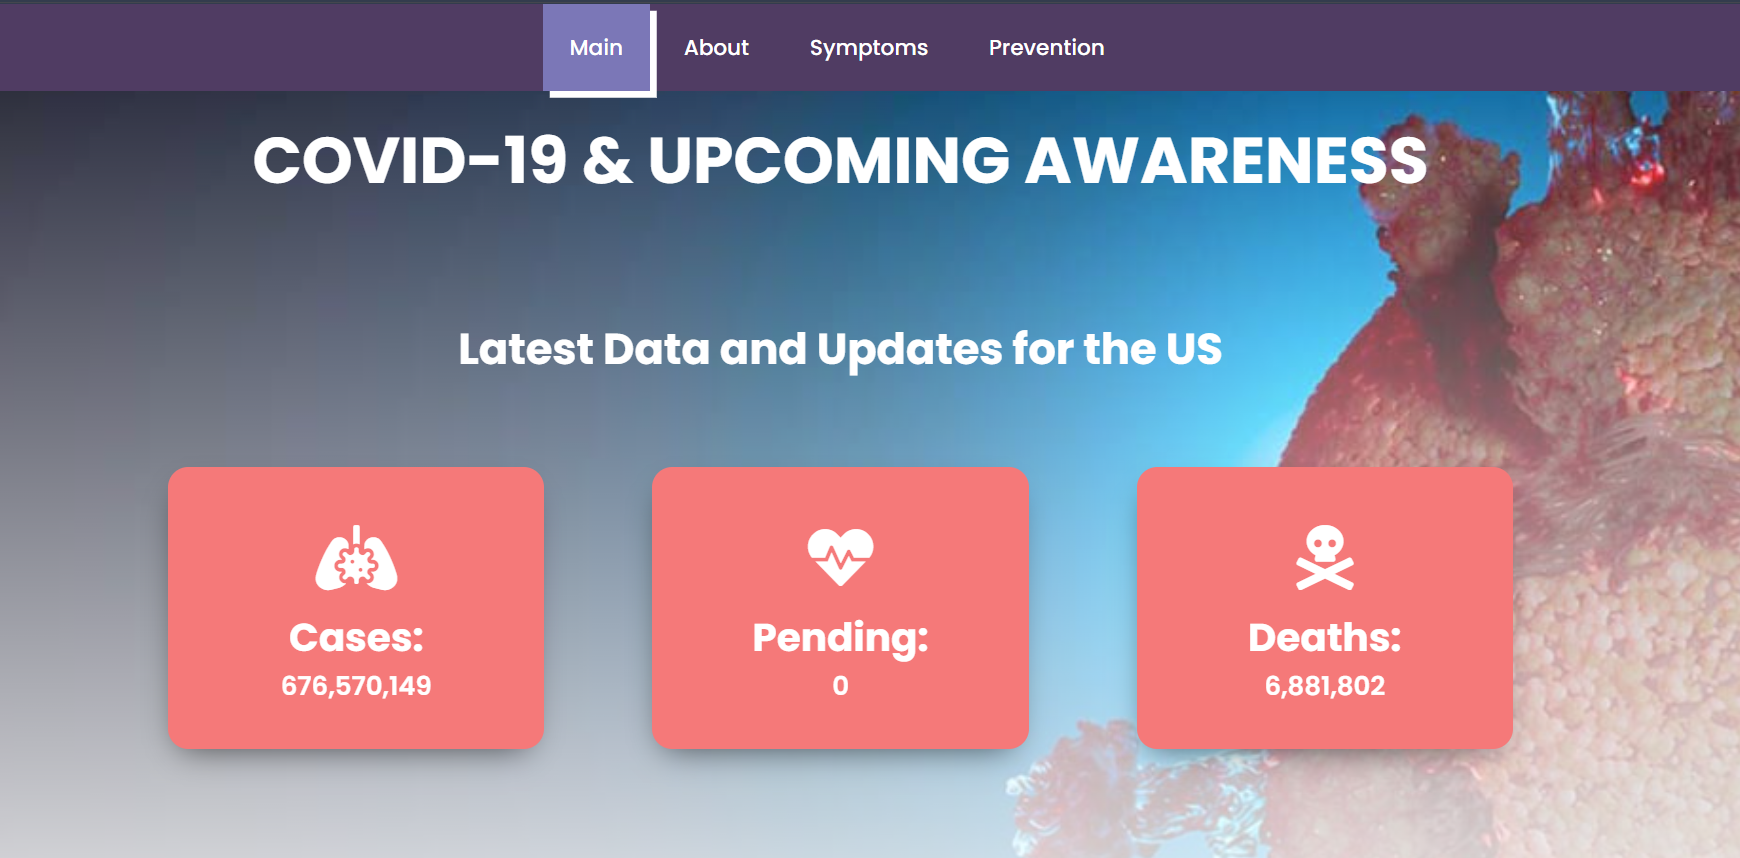 Main About Symptoms Prevention
COVID-19 & UPCOMING AWARENESS
Latest Data and Updates for the US
Cases:
676,570,149
Pending:
0
Deaths:
6,881,802